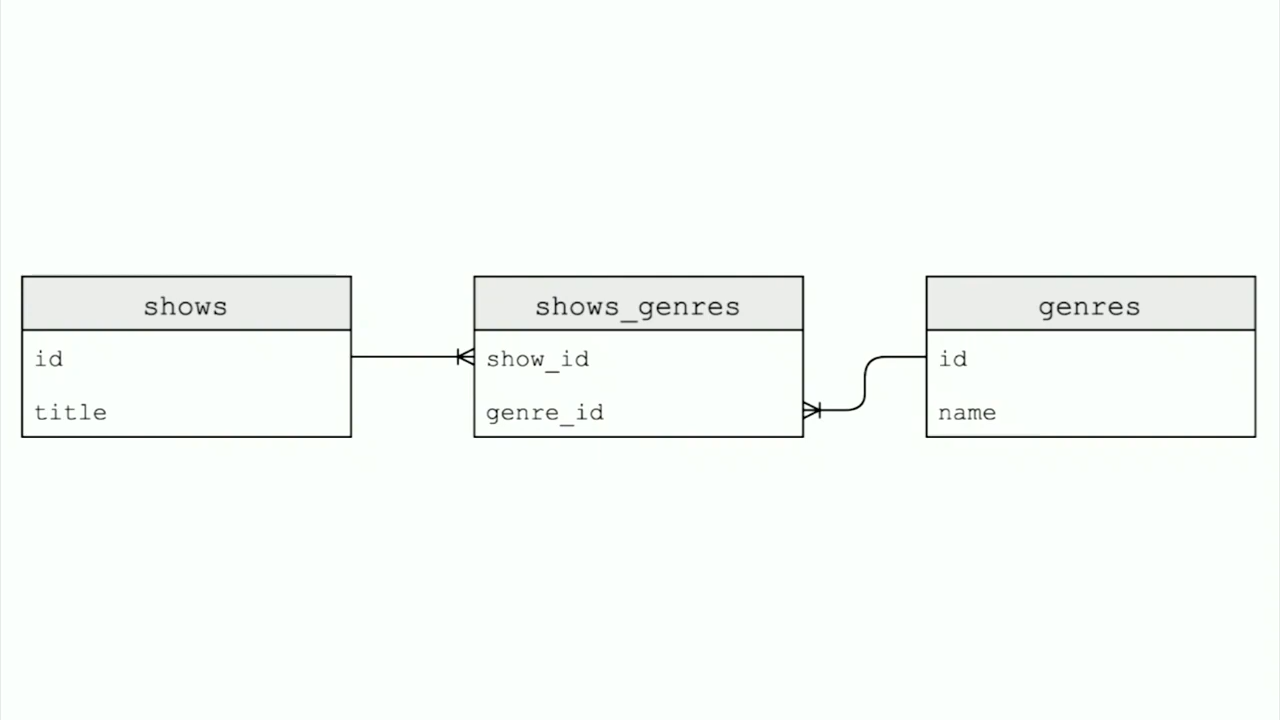 shows
id
title
shows_genres
show_id
genre_id
genres
id
name